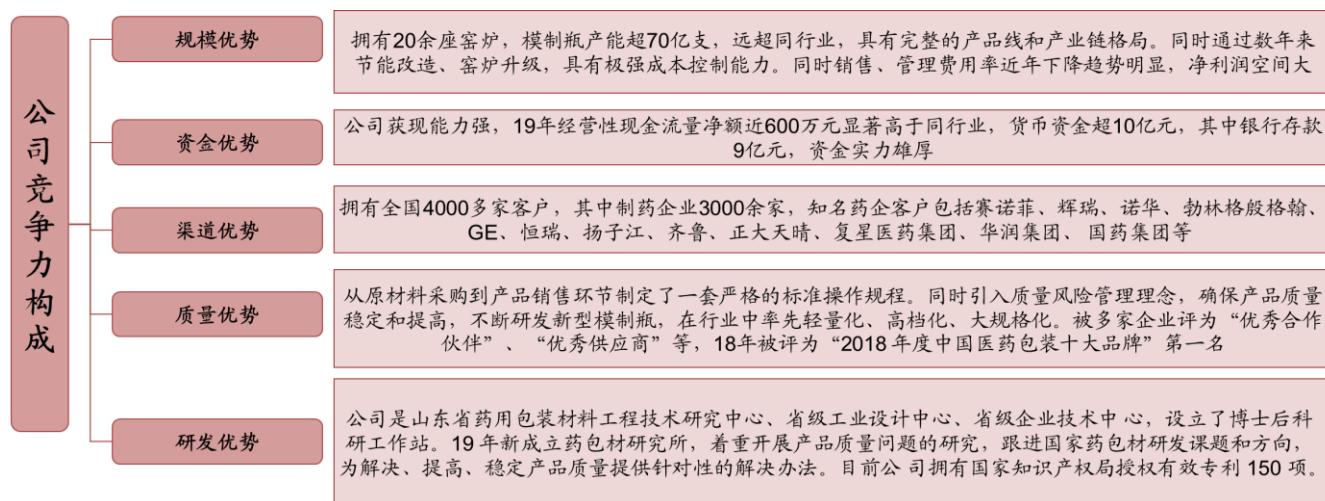 公司竞争力构成
规模优势
拥有20余座窑炉，模制瓶产能超70亿支，远超同行业，具有完整的产品线和产业链格局。同时通过数年来
节能改造、窑炉升级，具有极强成本控制能力。同时销售、管理费用率近年下降趋势明显，净利润空间大
资金优势
公司获现能力强，19年经营性现金流量净额近600万元显著高于同行业，货币资金超10亿元，其中银行存款
9亿元，资金实力雄厚
渠道优势
拥有全国4000多家客户，其中制药企业3000余家，知名药企客户包括赛诺菲、辉瑞、诺华、勃林格殷格翰、
GE、恒瑞、扬子江、齐鲁、正大天晴、复星医药集团、华润集团、国药集团等
质量优势
从原材料采购到产品销售环节制定了一套严格的标准操作规程。同时引入质量风险管理理念，确保产品质量
稳定和提高，不断研发新型模制瓶，在行业中率先轻量化、高档化、大规格化。被多家企业评为“优秀合作
伙伴”、“优秀供应商”等，18年被评为“2018年度中国医药包装十大品牌”第一名
研发优势
公司是山东省药用包装材料工程技术研究中心、省级工业设计中心、省级企业技术中心，设立了博士后科
研工作站。19 年新成立药包材研究所，着重开展产品质量问题的研究，跟进国家药包材研发课题和方向，
为解决、提高、稳定产品质量提供针对性的解决办法。目前公司拥有国家知识产权局授权有效专利 150 项。